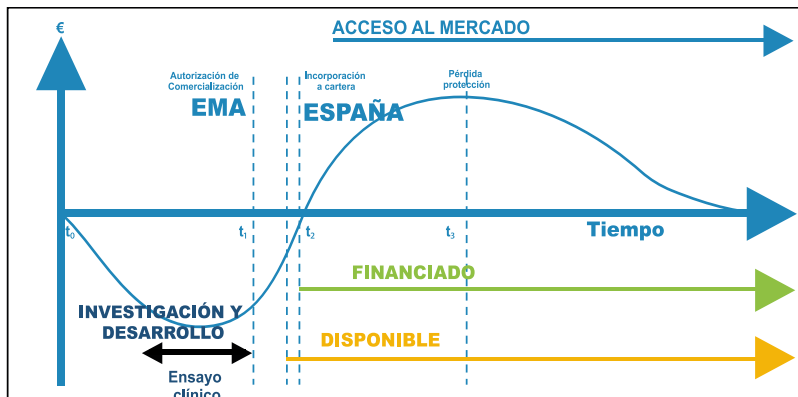 ACCESO AL MERCADO
€
Autorización de
Comercialización
EMA
Incorporación
a cartera
ESPAÑA
Pérdida
protección
t0
t1
t2
t3
Tiempo
FINANCIADO
INVESTIGACIÓN Y
DESARROLLO
DISPONIBLE
Ensayo
clínico